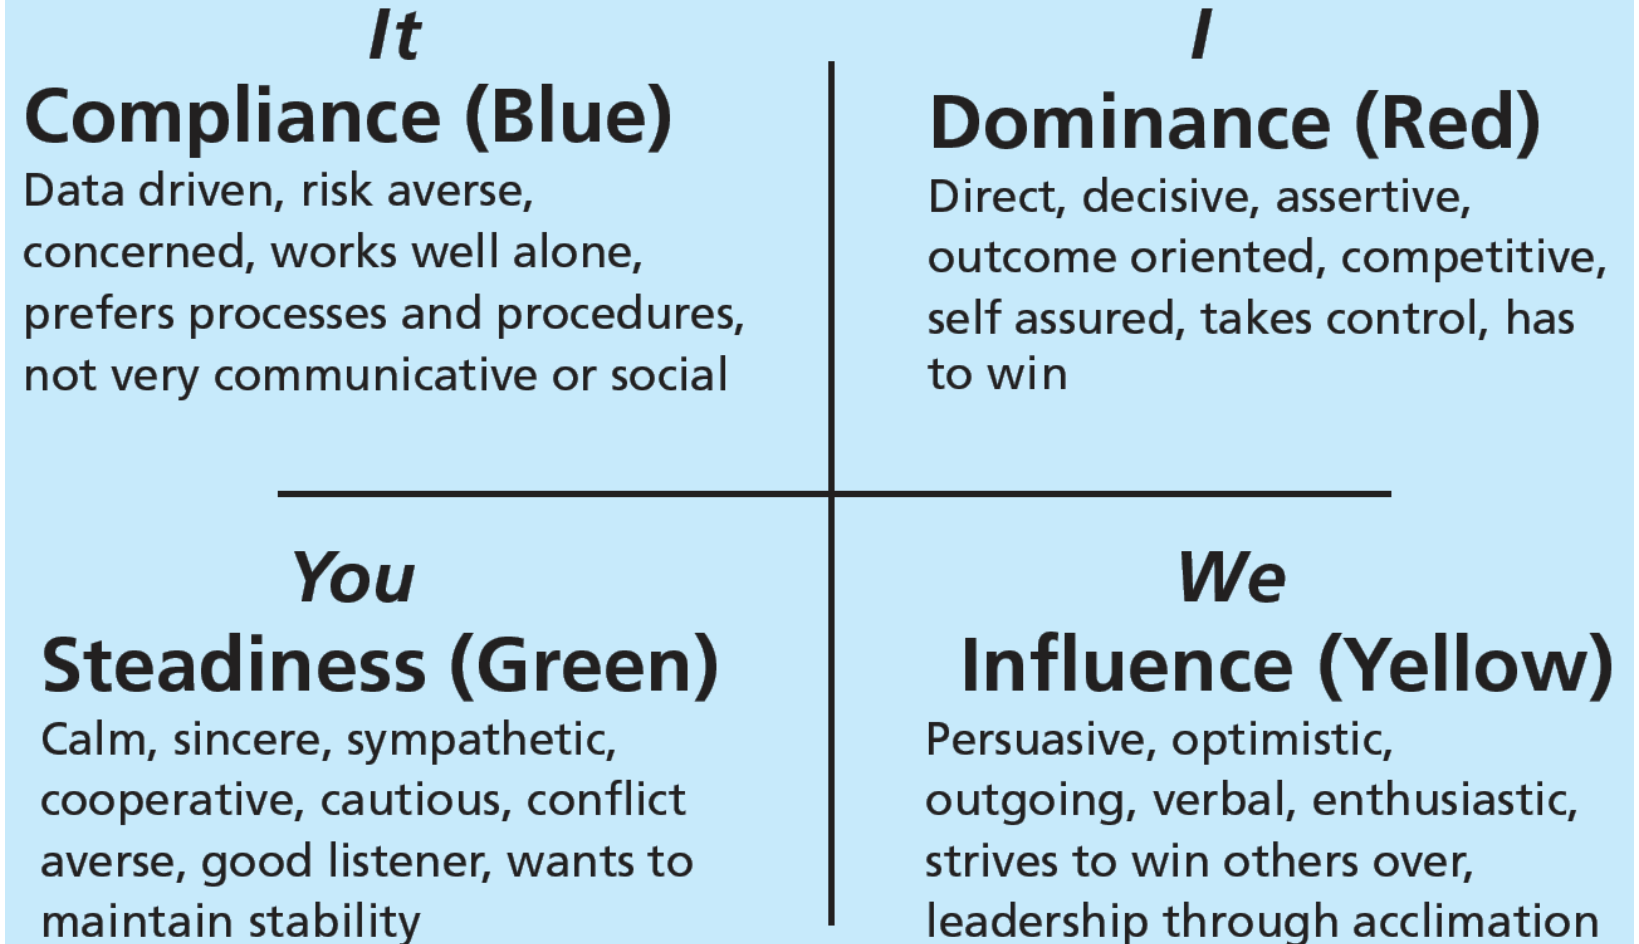 It
Compliance (Blue)
Data driven, risk averse,
concerned, works well alone,
prefers processes and procedures,
not very communicative or social
I
Dominance (Red)
Direct, decisive, assertive,
outcome oriented, competitive,
self assured, takes control, has
to win
You
Steadiness (Green)
Calm, sincere, sympathetic,
cooperative, cautious, conflict
averse, good listener, wants to
maintain stability
We
Influence (Yellow)
Persuasive, optimistic,
outgoing, verbal, enthusiastic,
strives to win others over,
leadership through acclimation